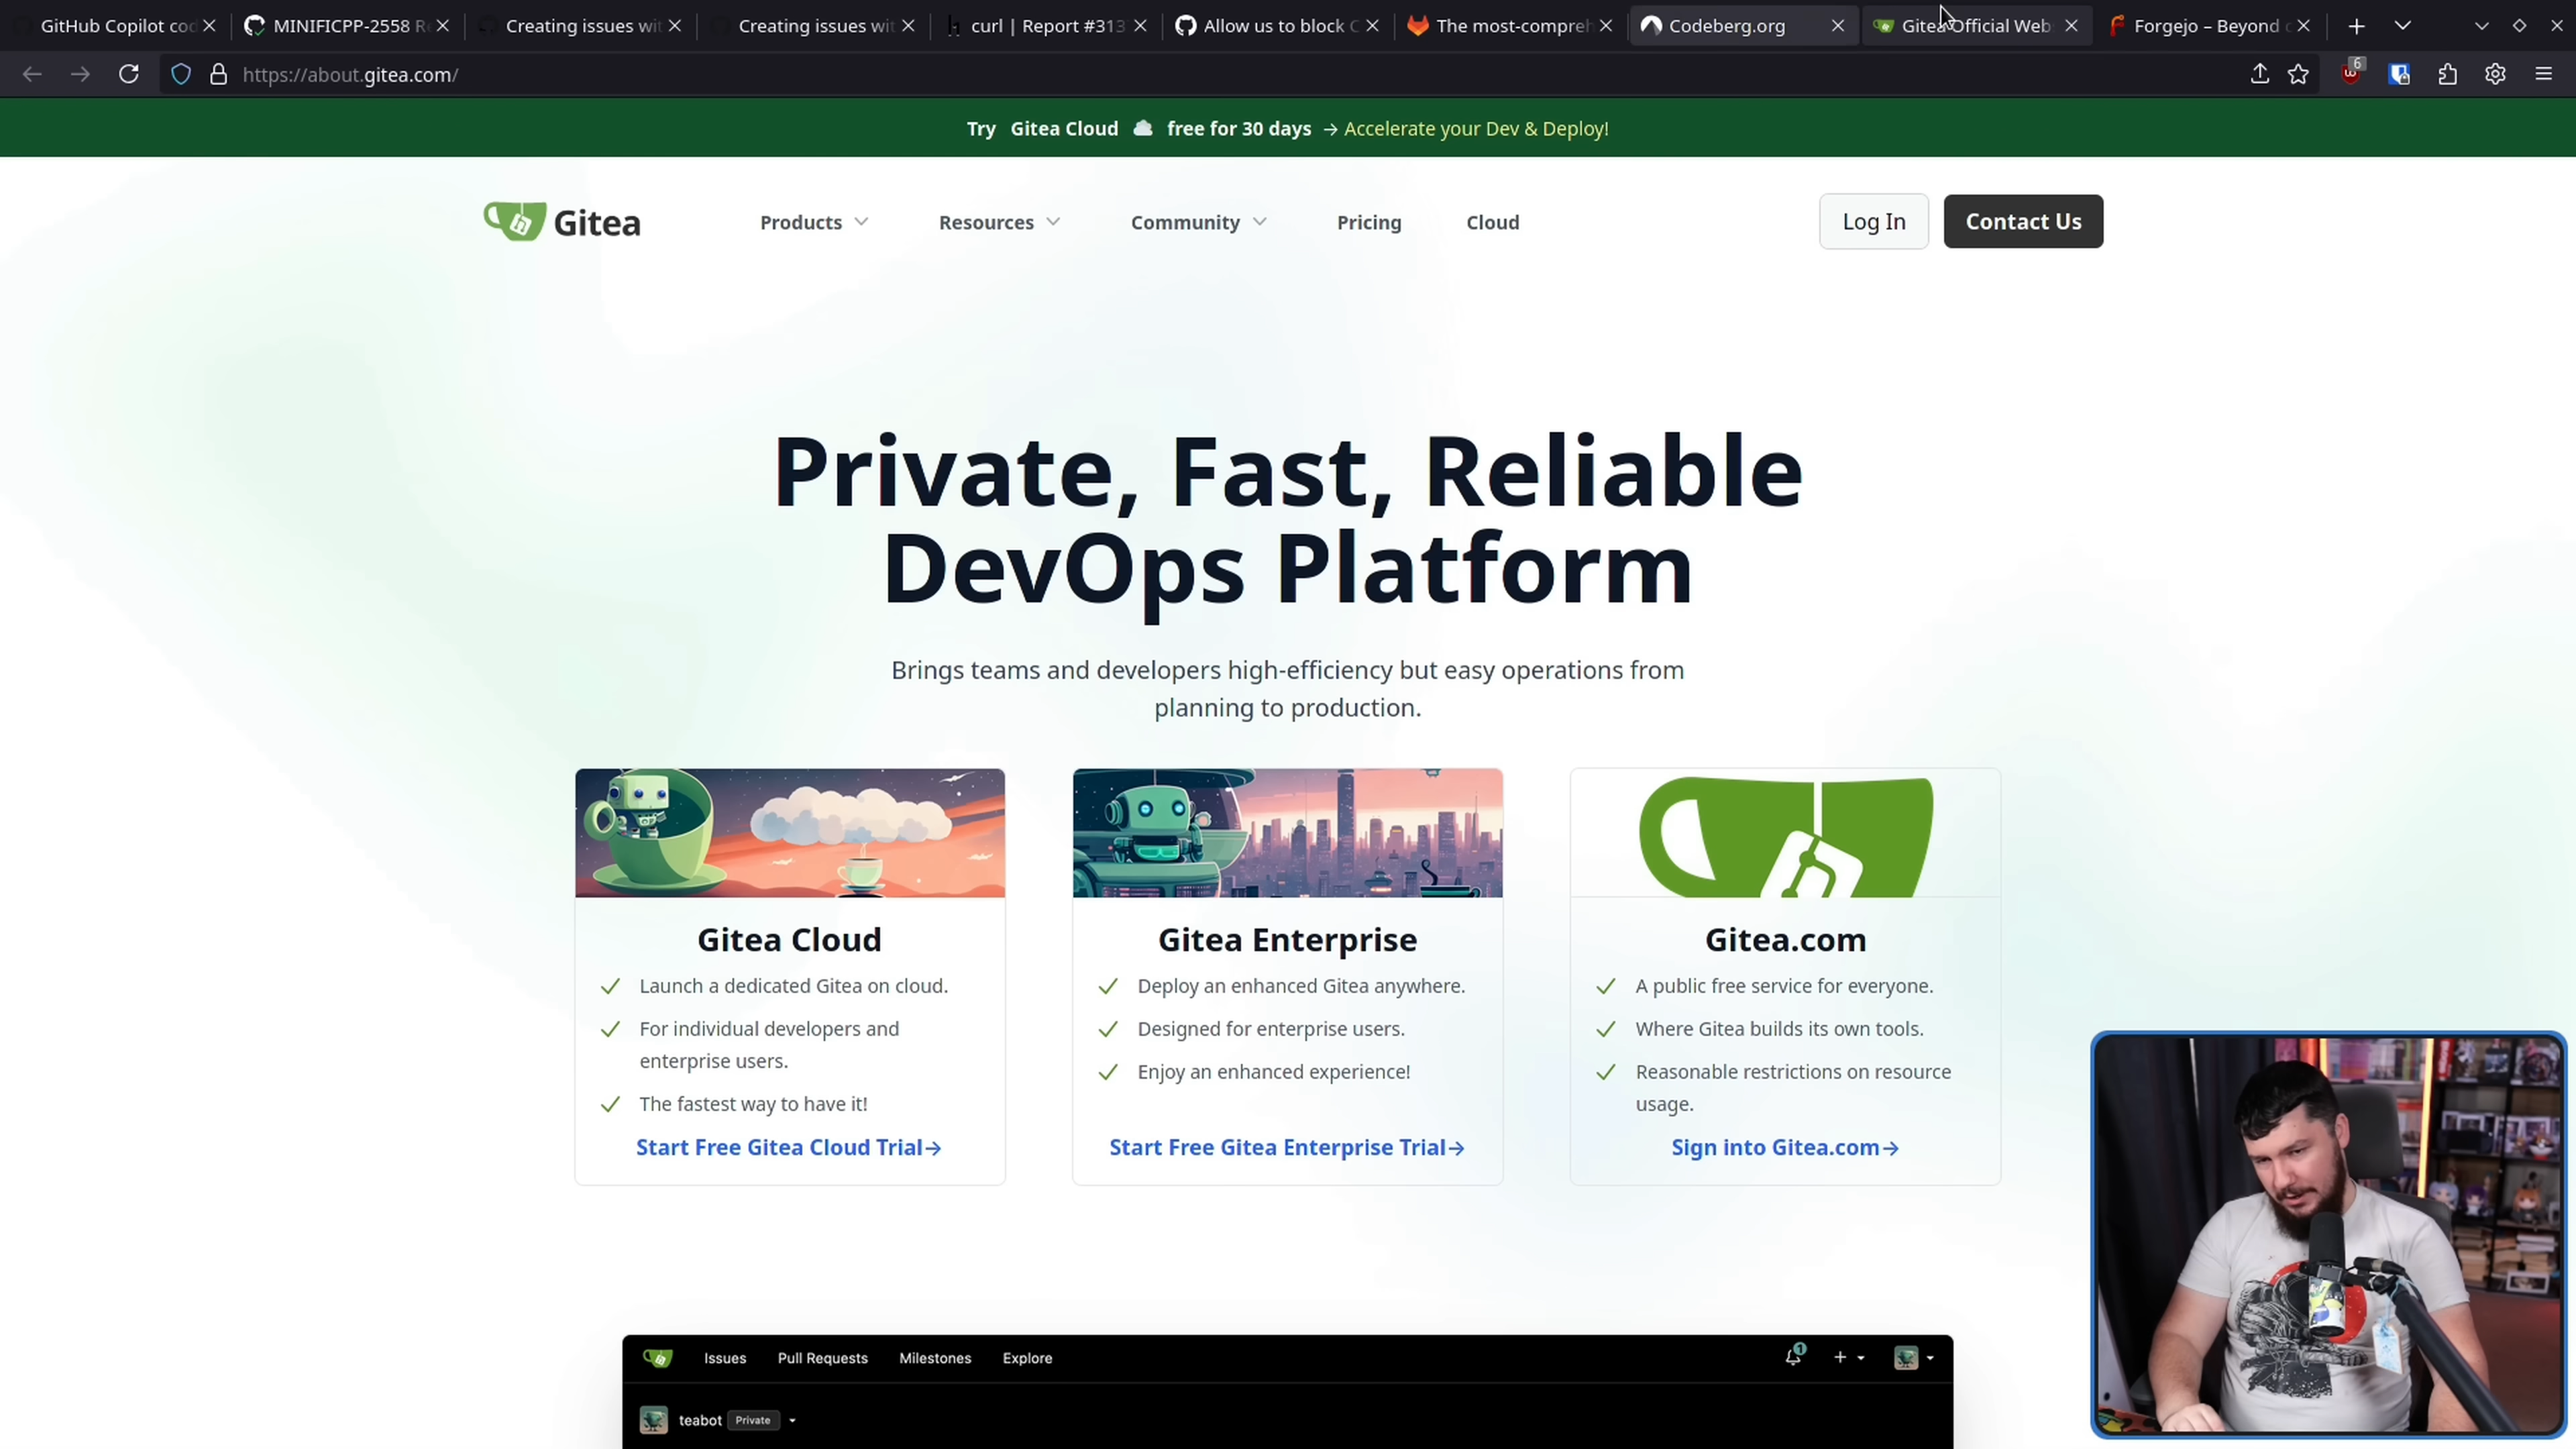 GitHub Copilot co
MINIFICPP-2558 R
Creating issues wit
Creating issues wit
curl | Report #313
Allow us to block C
The most-compreh
Codeberg.org
Gitea Official Web
Forgejo – Beyond c
https://about.gitea.com/
6
Try Gitea Cloud free for 30 days → Accelerate your Dev & Deploy!
Gitea
Products
Resources
Community
Pricing
Cloud
Log In
Contact Us
Private, Fast, Reliable
DevOps Platform
Brings teams and developers high-efficiency but easy operations from
planning to production.
Gitea Cloud
Launch a dedicated Gitea on cloud.
For individual developers and
enterprise users.
The fastest way to have it!
Start Free Gitea Cloud Trial→
Gitea Enterprise
Deploy an enhanced Gitea anywhere.
Designed for enterprise users.
Enjoy an enhanced experience!
Start Free Gitea Enterprise Trial→
Gitea.com
A public free service for everyone.
Where Gitea builds its own tools.
Reasonable restrictions on resource
usage.
Sign into Gitea.com→
Issues
Pull Requests
Milestones
Explore
1
teabot
Private